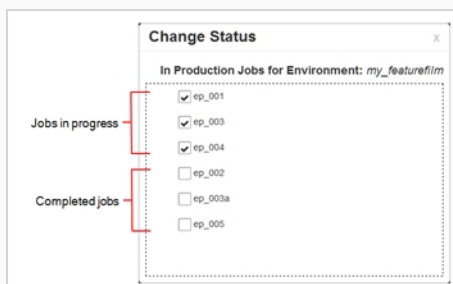 Change Status x
In Production Jobs for Environment: my_featurefilm
ep_001
Jobs in progress
ep_003
ep_004
ep_002
Completed jobs
ep_003a
ep_005